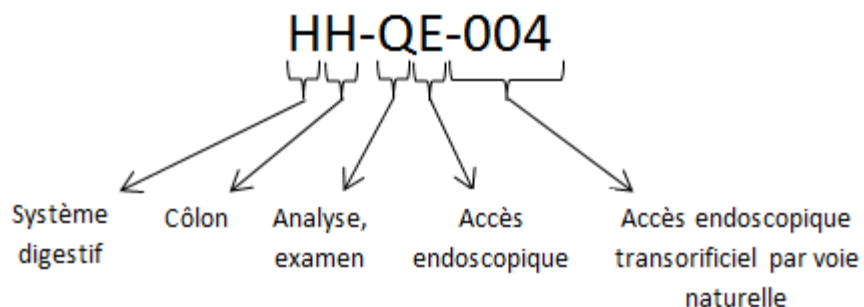 HH-QE-004
Système
digestif
Côlon
Analyse,
examen
Accès
endoscopique
Accès endoscopique
transorificiel par voie
naturelle